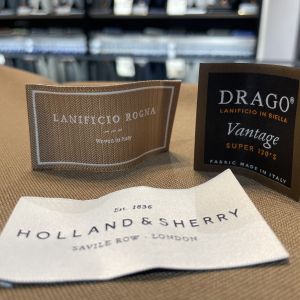 LANIFICIO ROGNA
Woven in Italy
DRAGO®
LANIFICIO IN BIELLA
Vantage
SUPER 130'S
FABRIC MADE IN ITALY
Est. 1836
HOLLAND & SHERRY
SAVILE ROW · LONDON